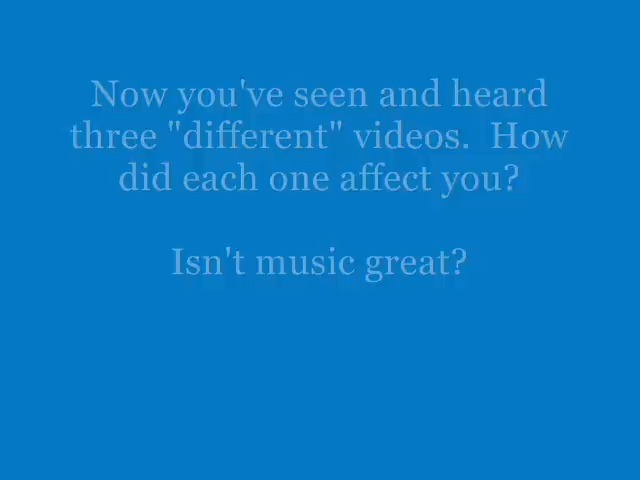 Now you've seen and heard
three "different" videos.  How
did each one affect you?
Isn't music great?